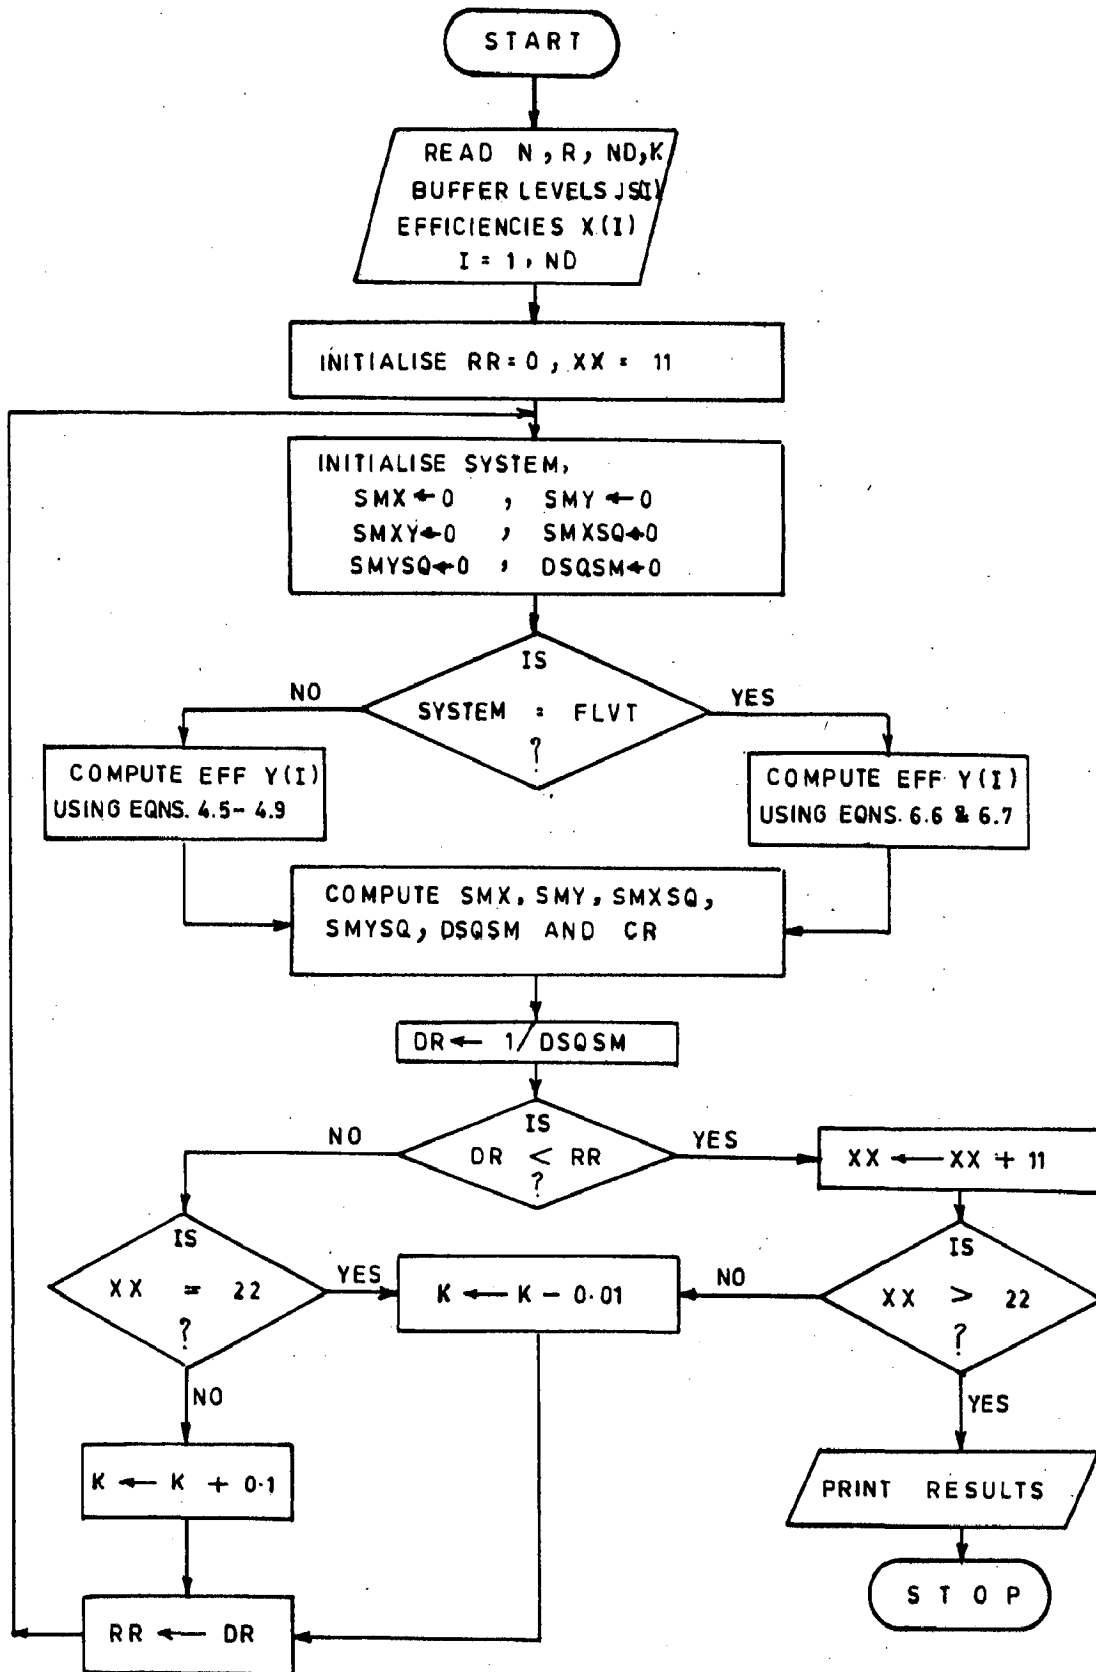 START
READ N, R, ND, K
BUFFER LEVELS JS(I)
EFFICIENCIES X(I)
I = 1, ND
INITIALISE RR = 0, XX = 11
INITIALISE SYSTEM,
SMX ← 0 , SMY ← 0
SMXY ← 0 , SMXSQ ← 0
SMYSQ ← 0 , DSQSM ← 0
IS
SYSTEM = FLVT
?
NO
YES
COMPUTE EFF Y(I)
USING EQNS. 4.5 - 4.9
COMPUTE EFF Y(I)
USING EQNS. 6.6 & 6.7
COMPUTE SMX, SMY, SMXSQ,
SMYSQ, DSQSM AND CR
DR ← 1/DSQSM
IS
DR < RR
?
NO
YES
XX ← XX + 11
IS
XX = 22
?
YES
K ← K - 0.01
NO
IS
XX > 22
?
NO
YES
K ← K + 0.1
PRINT RESULTS
RR ← DR
STOP